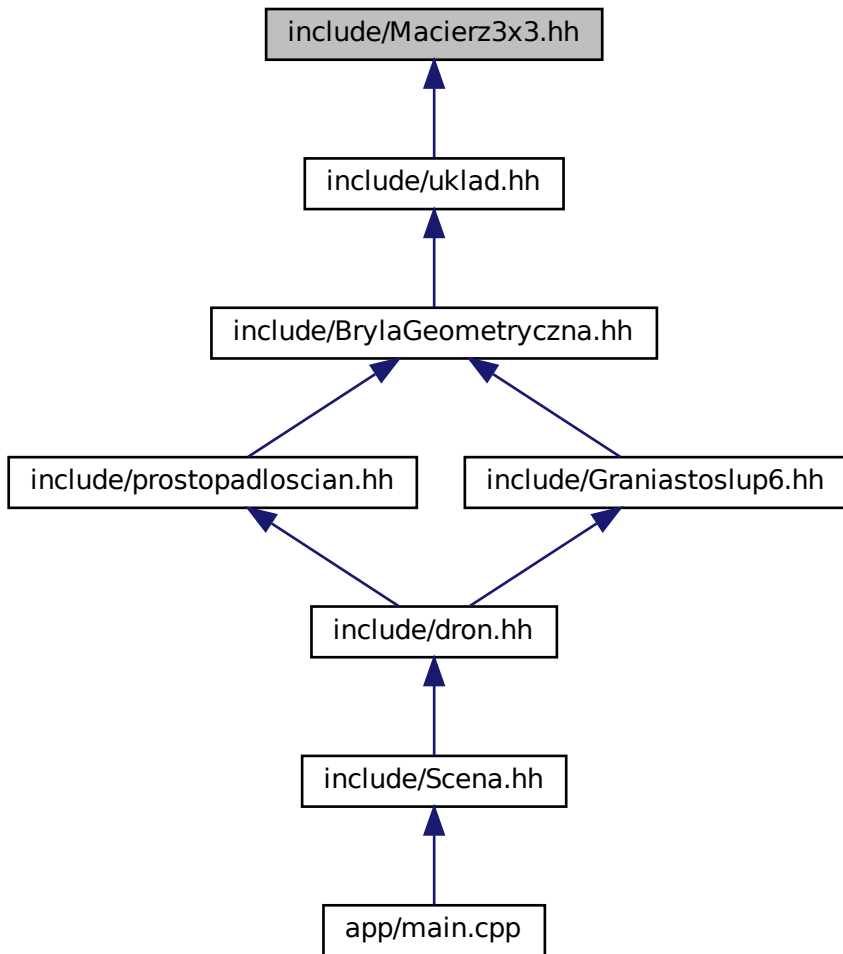 include/Macierz3x3.hh
include/uklad.hh
include/BrylaGeometryczna.hh
include/prostopadloscian.hh
include/Graniastoslup6.hh
include/dron.hh
include/Scena.hh
app/main.cpp